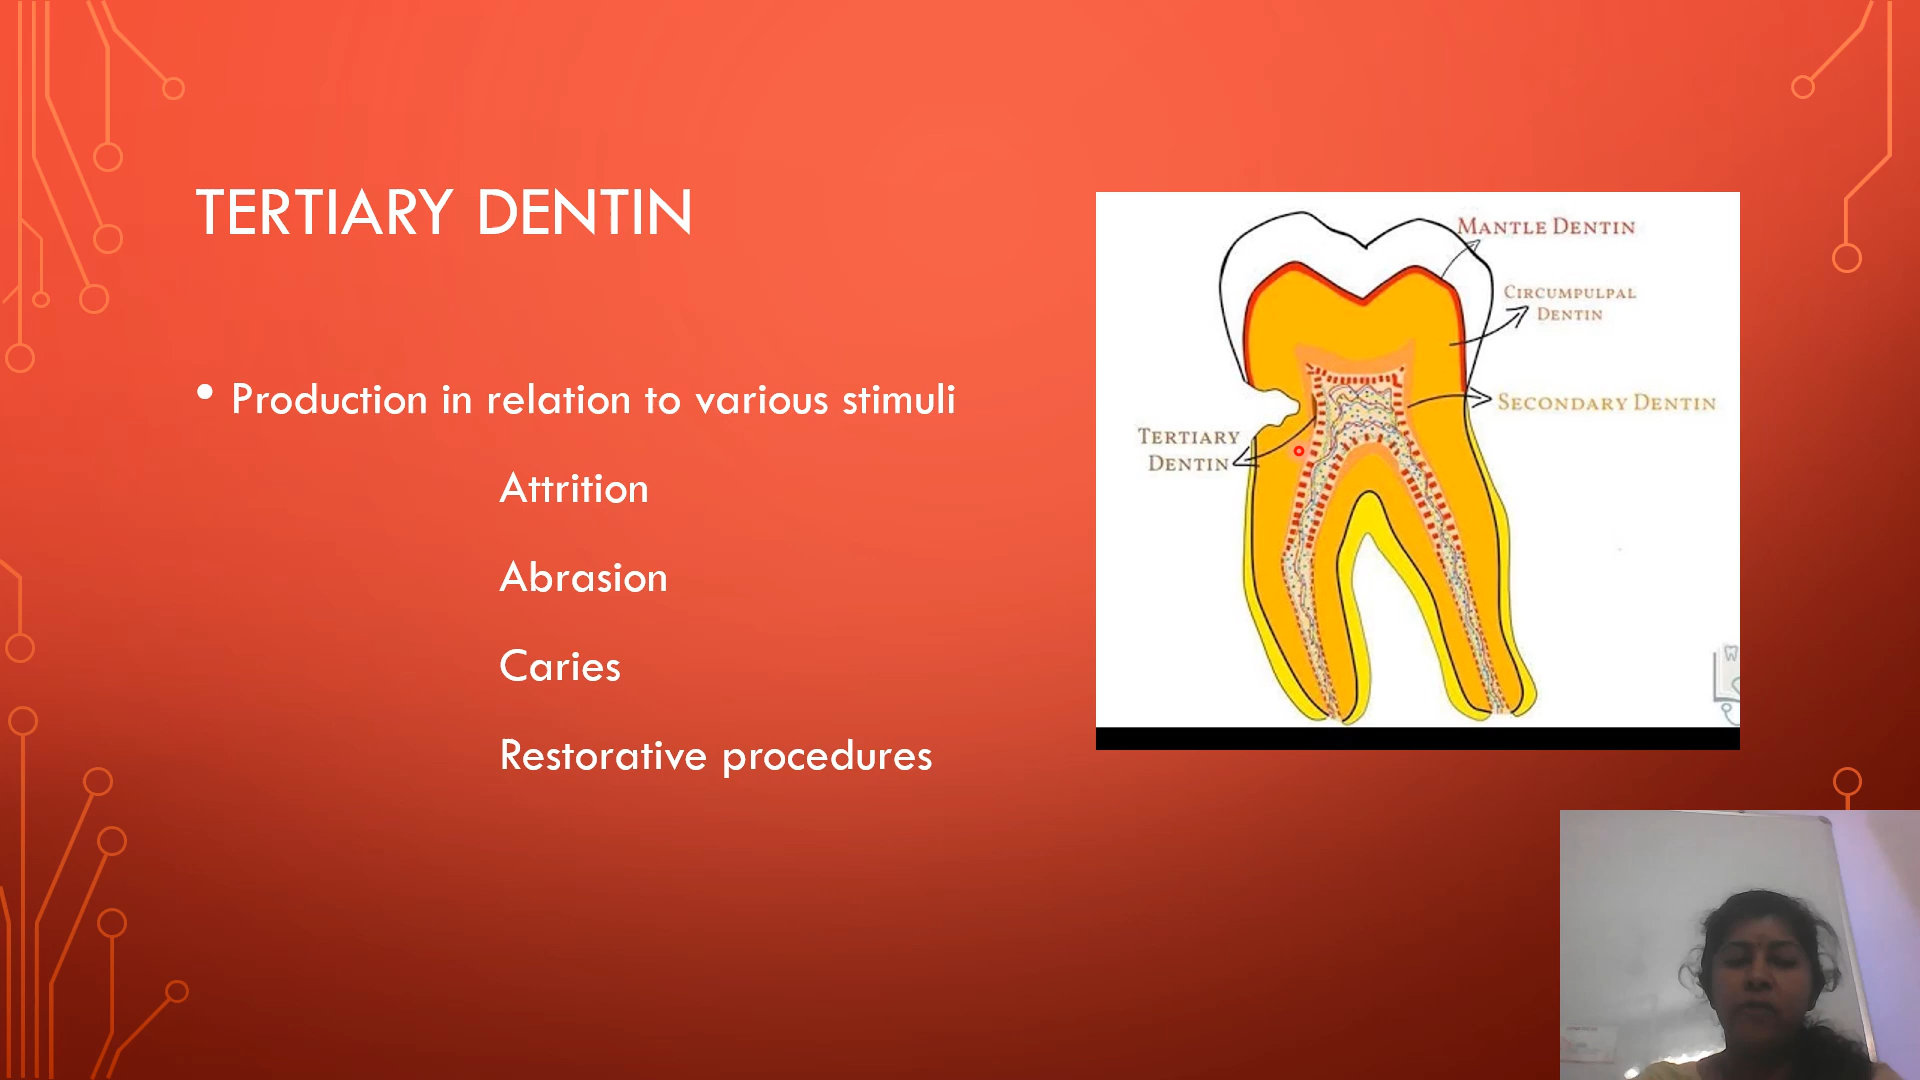 TERTIARY DENTIN
• Production in relation to various stimuli
Attrition
Abrasion
Caries
Restorative procedures
MANTLE DENTIN
CIRCUMPULPAL
DENTIN
SECONDARY DENTIN
TERTIARY
DENTIN